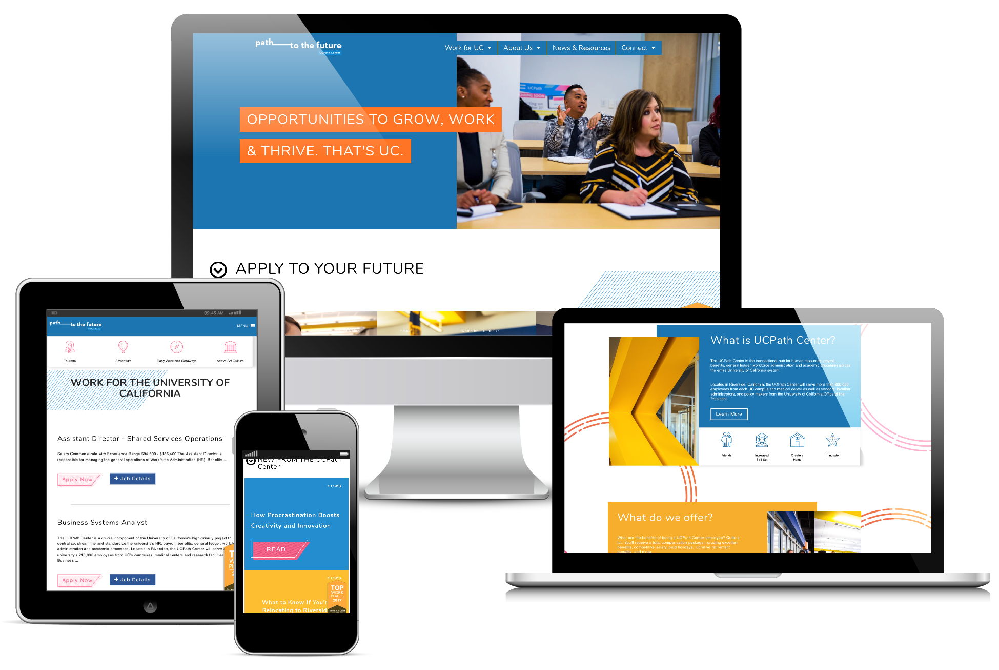 path to the future
UCPath Center
Work for UC
About Us
News & Resources
Connect
UCPath
COMING SOON
OPPORTUNITIES TO GROW, WORK
& THRIVE. THAT'S UC.
APPLY TO YOUR FUTURE
Which best applies?
09:45 AM
path to the future
UCPath Center
MENU
Tourism
Adventure
Easy Weekend Getaways
Active Art Culture
WORK FOR THE UNIVERSITY OF
CALIFORNIA
Assistant Director - Shared Services Operations
Salary Commensurate with Experience Range $94,600 - $186,400 The Assistant Director is
responsible for managing the general operations of Workforce Administration (HR), Benefits ...
Apply Now
+ Job Details
Business Systems Analyst
The UCPath Center is a crucial component of the University of California's high-priority project to
centralize, streamline and standardize the university's HR, payroll, benefits, general ledger, work
administration and academic processes. Located in Riverside, the UCPath Center will serve
university's 216,000 employees from UC's campuses, medical centers and research facilities
Business ...
Apply Now
+ Job Details
NEW FROM THE UCPath
Center
news
How Procrastination Boosts
Creativity and Innovation
READ
news
What to Know If You're
Relocating to Riverside
TOP
WORK
PLACES
2017
What is UCPath Center?
The UCPath Center is the transactional hub for human resources, payroll,
benefits, general ledger, workforce administration and academic processes across
the entire University of California system.
Located in Riverside, California, the UCPath Center will serve more than 200,000
employees from each UC campus and medical center as well as vendors, location
administrators, and policy makers from the University of California Office of the
President.
Learn More
Friends
Increased
Skill Set
Create a
Home
Innovate
What do we offer?
What are the benefits of being a UCPath Center employee? Quite a
lot. You'll receive a total compensation package including excellent
benefits, competitive salary, paid holidays, lucrative retirement
benefits, and more.